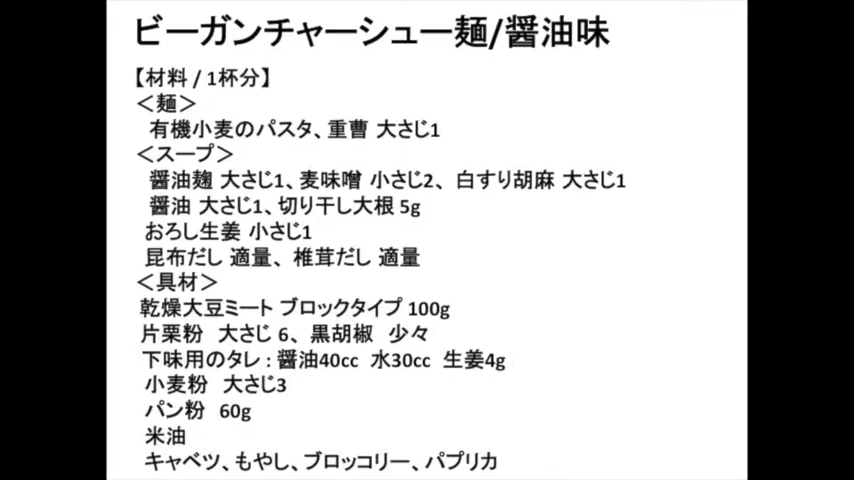 ビーガンチャーシュー麺/醤油味
【材料 / 1杯分】
＜麺＞
有機小麦のパスタ、重曹 大さじ1
＜スープ＞
醤油麹 大さじ1、麦味噌 小さじ2、 白すり胡麻 大さじ1
醤油 大さじ1、切り干し大根 5g
おろし生姜 小さじ1
昆布だし 適量、 椎茸だし 適量
＜具材＞
乾燥大豆ミート ブロックタイプ 100g
片栗粉 大さじ 6、 黒胡椒 少々
下味用のタレ : 醤油40cc 水30cc 生姜4g
小麦粉 大さじ3
パン粉 60g
米油
キャベツ、もやし、ブロッコリー、パプリカ